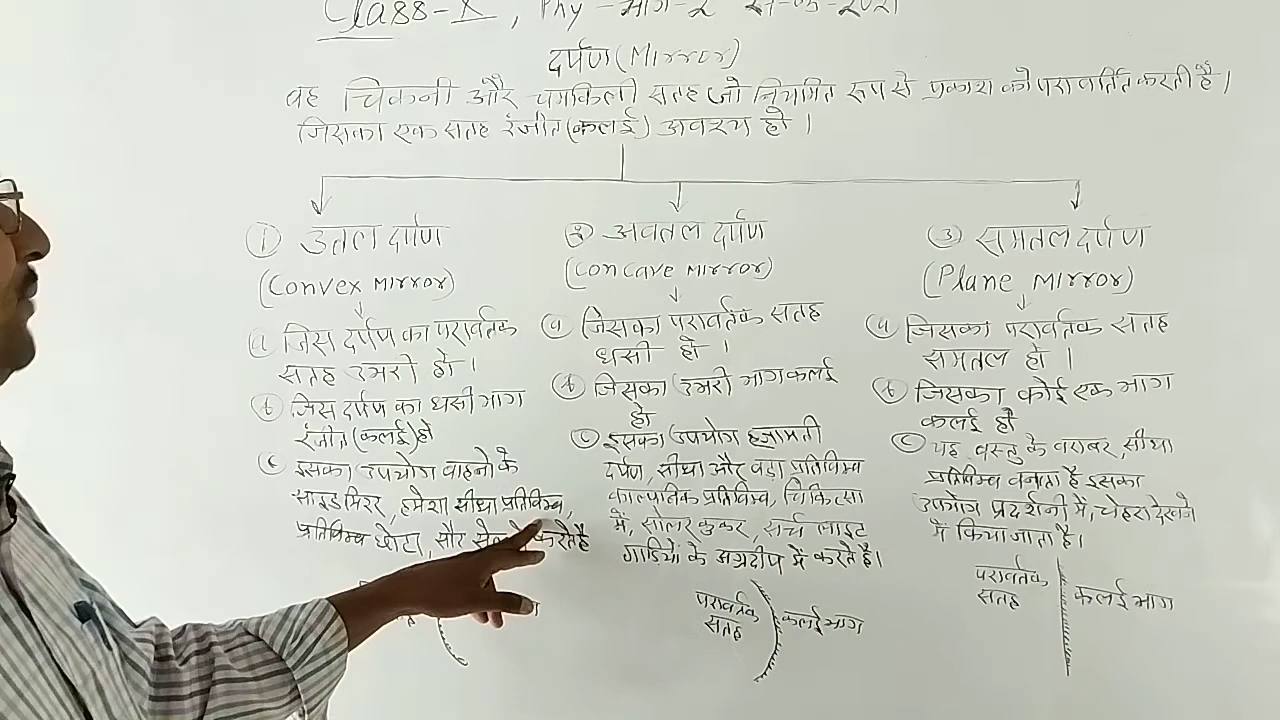 Class-X, Phy-भाग-2
दर्पण (Mirror)
वह चिकनी और चमकिली सतह जो नियमित रूप से प्रकाश को परावर्तित करती है।
जिसका एक सतह रंजीत (कलई) अवश्य हो।
① उतल दर्पण
(Convex Mirror)
ⓐ जिस दर्पण का परावर्तक
सतह उभरी हो।
ⓑ जिस दर्पण का धसी भाग
रंजीत (कलई) हो
ⓒ इसका उपयोग वाहनो के
साइड मिरर, हमेशा सीधा प्रतिबिम्ब,
प्रतिबिम्ब छोटा, सौर करते है
② अवतल दर्पण
(Concave Mirror)
ⓐ जिसका परावर्तक सतह
धसी हो।
ⓑ जिसका उभरी भाग कलई
हो
ⓒ इसका उपयोग हजामती
दर्पण, सीधा और बड़ा प्रतिबिम्ब
काल्पनिक प्रतिबिम्ब, चिकित्सा
में, सोलर कुकर, सर्च लाइट
गाड़ियों के अग्रदीप में करते है।
परावर्तक
सतह
कलई भाग
③ समतल दर्पण
(Plane Mirror)
ⓐ जिसका परावर्तक सतह
समतल हो।
ⓑ जिसका कोई एक भाग
कलई हो
ⓒ यह वस्तु के बराबर, सीधा
प्रतिबिम्ब बनाता है इसका
उपयोग प्रदर्शनी में, चेहरा देखने
में किया जाता है।
परावर्तक
सतह
कलई भाग